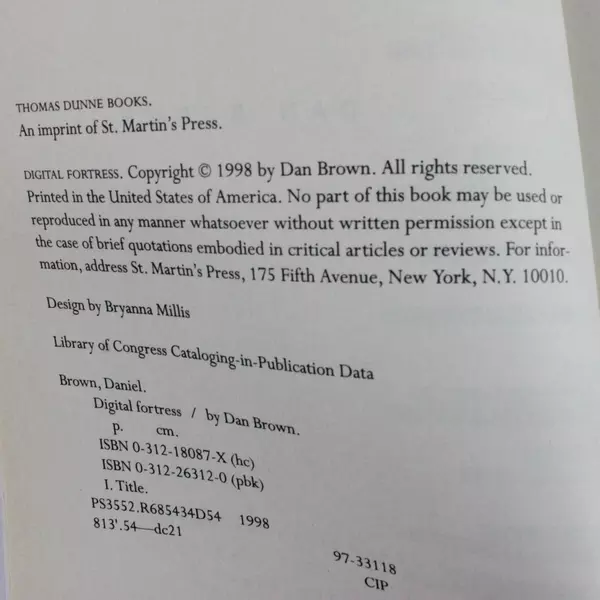 THOMAS DUNNE BOOKS.
An imprint of St. Martin's Press.
DIGITAL FORTRESS. Copyright © 1998 by Dan Brown. All rights reserved.
Printed in the United States of America. No part of this book may be used or
reproduced in any manner whatsoever without written permission except in
the case of brief quotations embodied in critical articles or reviews. For infor-
mation, address St. Martin's Press, 175 Fifth Avenue, New York, N.Y. 10010.
Design by Bryanna Millis
Library of Congress Cataloging-in-Publication Data
Brown, Daniel.
Digital fortress / by Dan Brown.
p. cm.
ISBN 0-312-18087-X (hc)
ISBN 0-312-26312-0 (pbk)
I. Title.
PS3552.R685434D54 1998
813'.54—dc21
97-33118
CIP